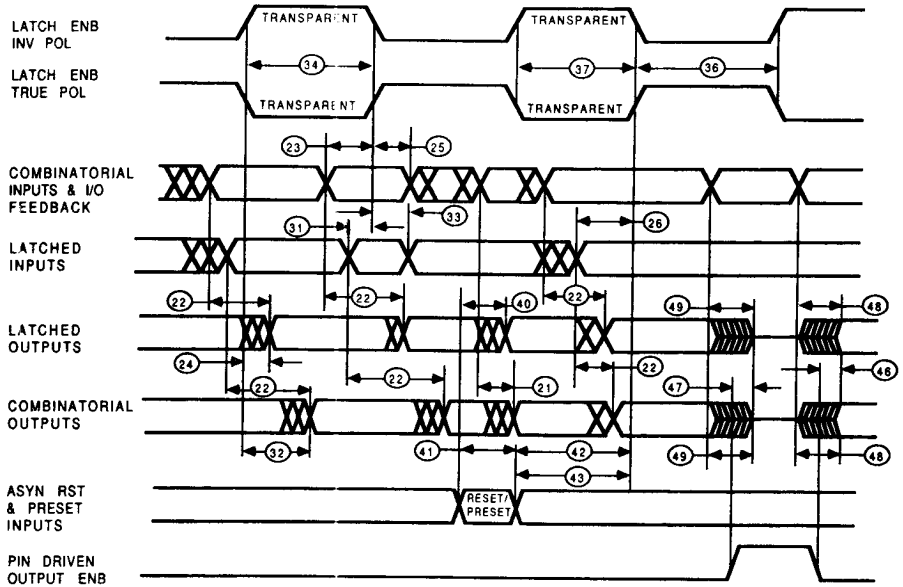 LATCH ENB
INV POL
TRANSPARENT
TRANSPARENT
34
37
36
LATCH ENB
TRUE POL
TRANSPARENT
TRANSPARENT
23
25
COMBINATORIAL
INPUTS & I/O
FEEDBACK
31
33
26
LATCHED
INPUTS
22
22
40
22
49
48
LATCHED
OUTPUTS
24
22
22
21
22
47
46
COMBINATORIAL
OUTPUTS
32
41
42
49
48
43
ASYN RST
& PRESET
INPUTS
RESET/
PRESET
PIN DRIVEN
OUTPUT ENB